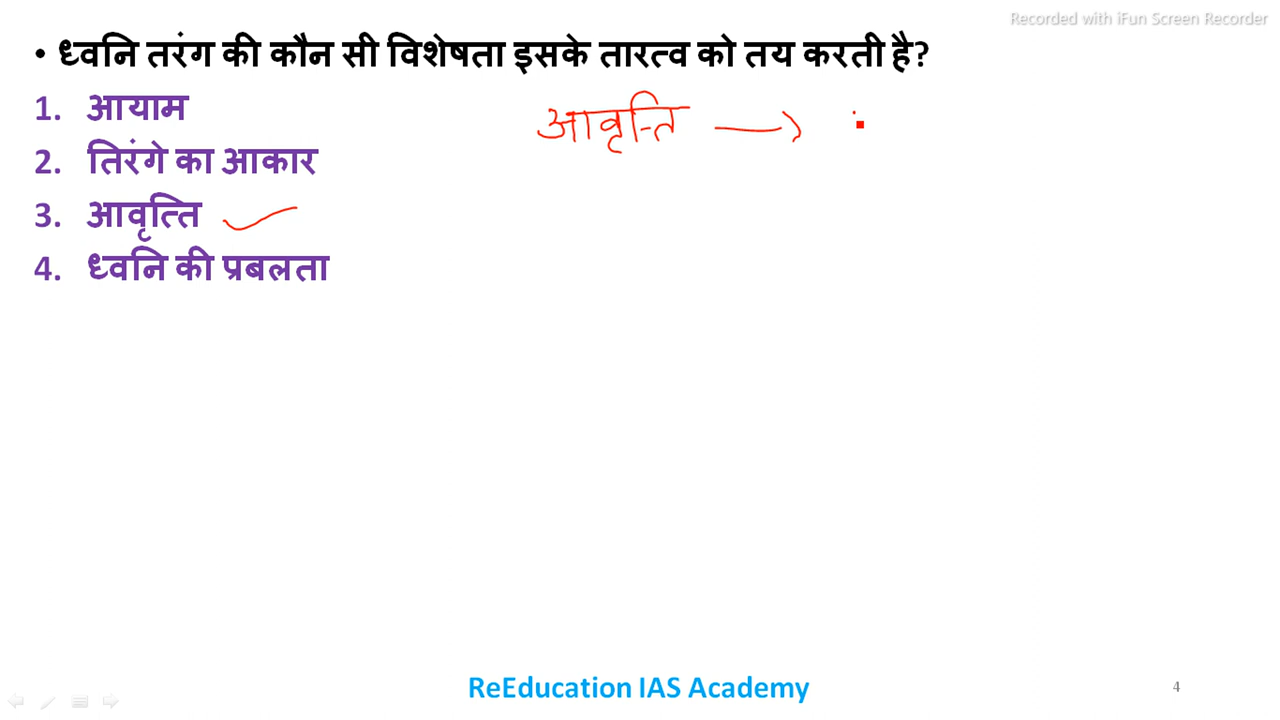 Recorded with iFun Screen Recorder
• ध्वनि तरंग की कौन सी विशेषता इसके तारत्व को तय करती है?
1. आयाम
आवृत्ति →
2. तिरंगे का आकार
3. आवृत्ति ✓
4. ध्वनि की प्रबलता
ReEducation IAS Academy
4